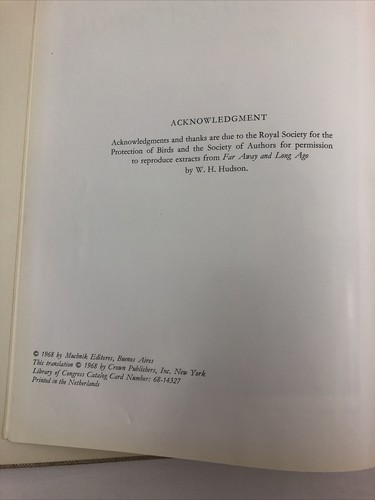 ACKNOWLEDGMENT
Acknowledgments and thanks are due to the Royal Society for the
Protection of Birds and the Society of Authors for permission
to reproduce extracts from Far Away and Long Ago
by W. H. Hudson.
© 1968 by Muchnik Editores, Buenos Aires
This translation © 1968 by Crown Publishers, Inc. New York
Library of Congress Catalog Card Number: 68-14327
Printed in the Netherlands